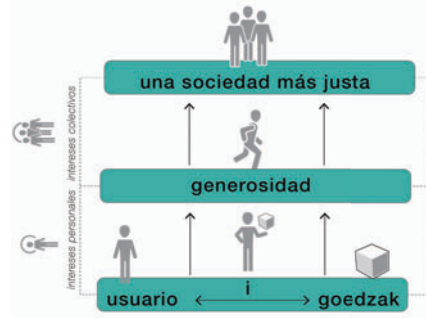 una sociedad más justa
intereses colectivos
generosidad
intereses personales
i
usuario
goedzak